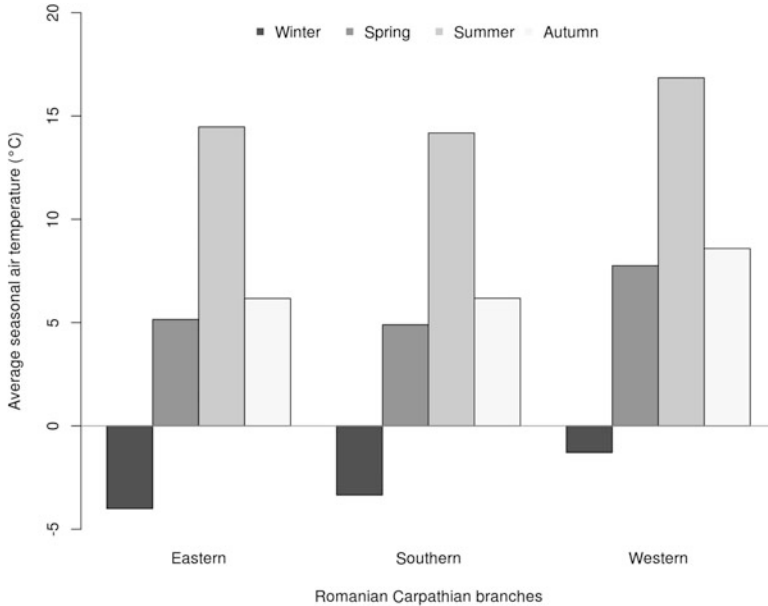 Winter Spring Summer Autumn
Average seasonal air temperature (°C)
20
15
10
5
0
-5
Eastern Southern Western
Romanian Carpathian branches